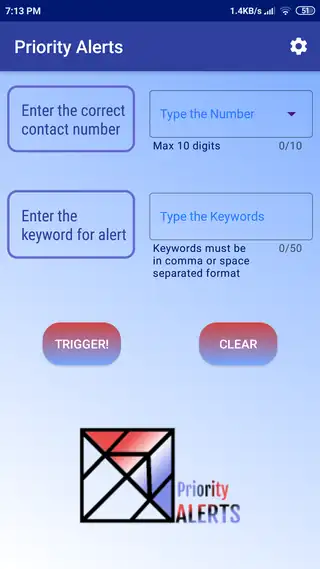 7:13 PM 1.4KB/s 51
Priority Alerts
Enter the correct
contact number
Type the Number
Max 10 digits 0/10
Enter the
keyword for alert
Type the Keywords
Keywords must be 0/50
in comma or space
separated format
TRIGGER! CLEAR
Priority
ALERTS